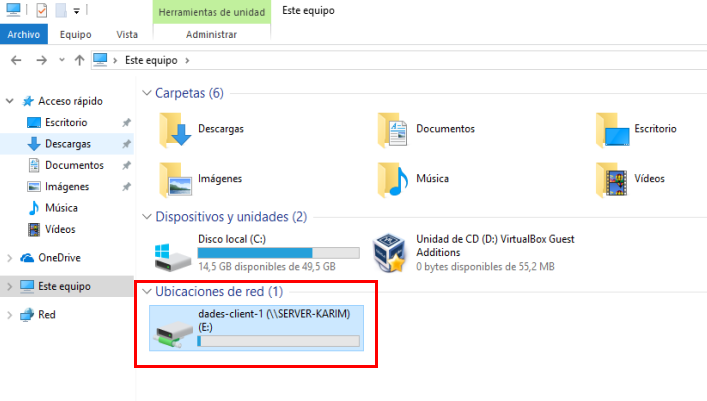 Herramientas de unidad
Este equipo
Archivo
Equipo
Vista
Administrar
Este equipo
Acceso rápido
Escritorio
Descargas
Documentos
Imágenes
Música
Vídeos
OneDrive
Este equipo
Red
Carpetas (6)
Descargas
Documentos
Escritorio
Imágenes
Música
Vídeos
Dispositivos y unidades (2)
Disco local (C:)
14,5 GB disponibles de 49,5 GB
Unidad de CD (D:) VirtualBox Guest
Additions
0 bytes disponibles de 55,2 MB
Ubicaciones de red (1)
dades-client-1 (\\SERVER-KARIM)
(E:)